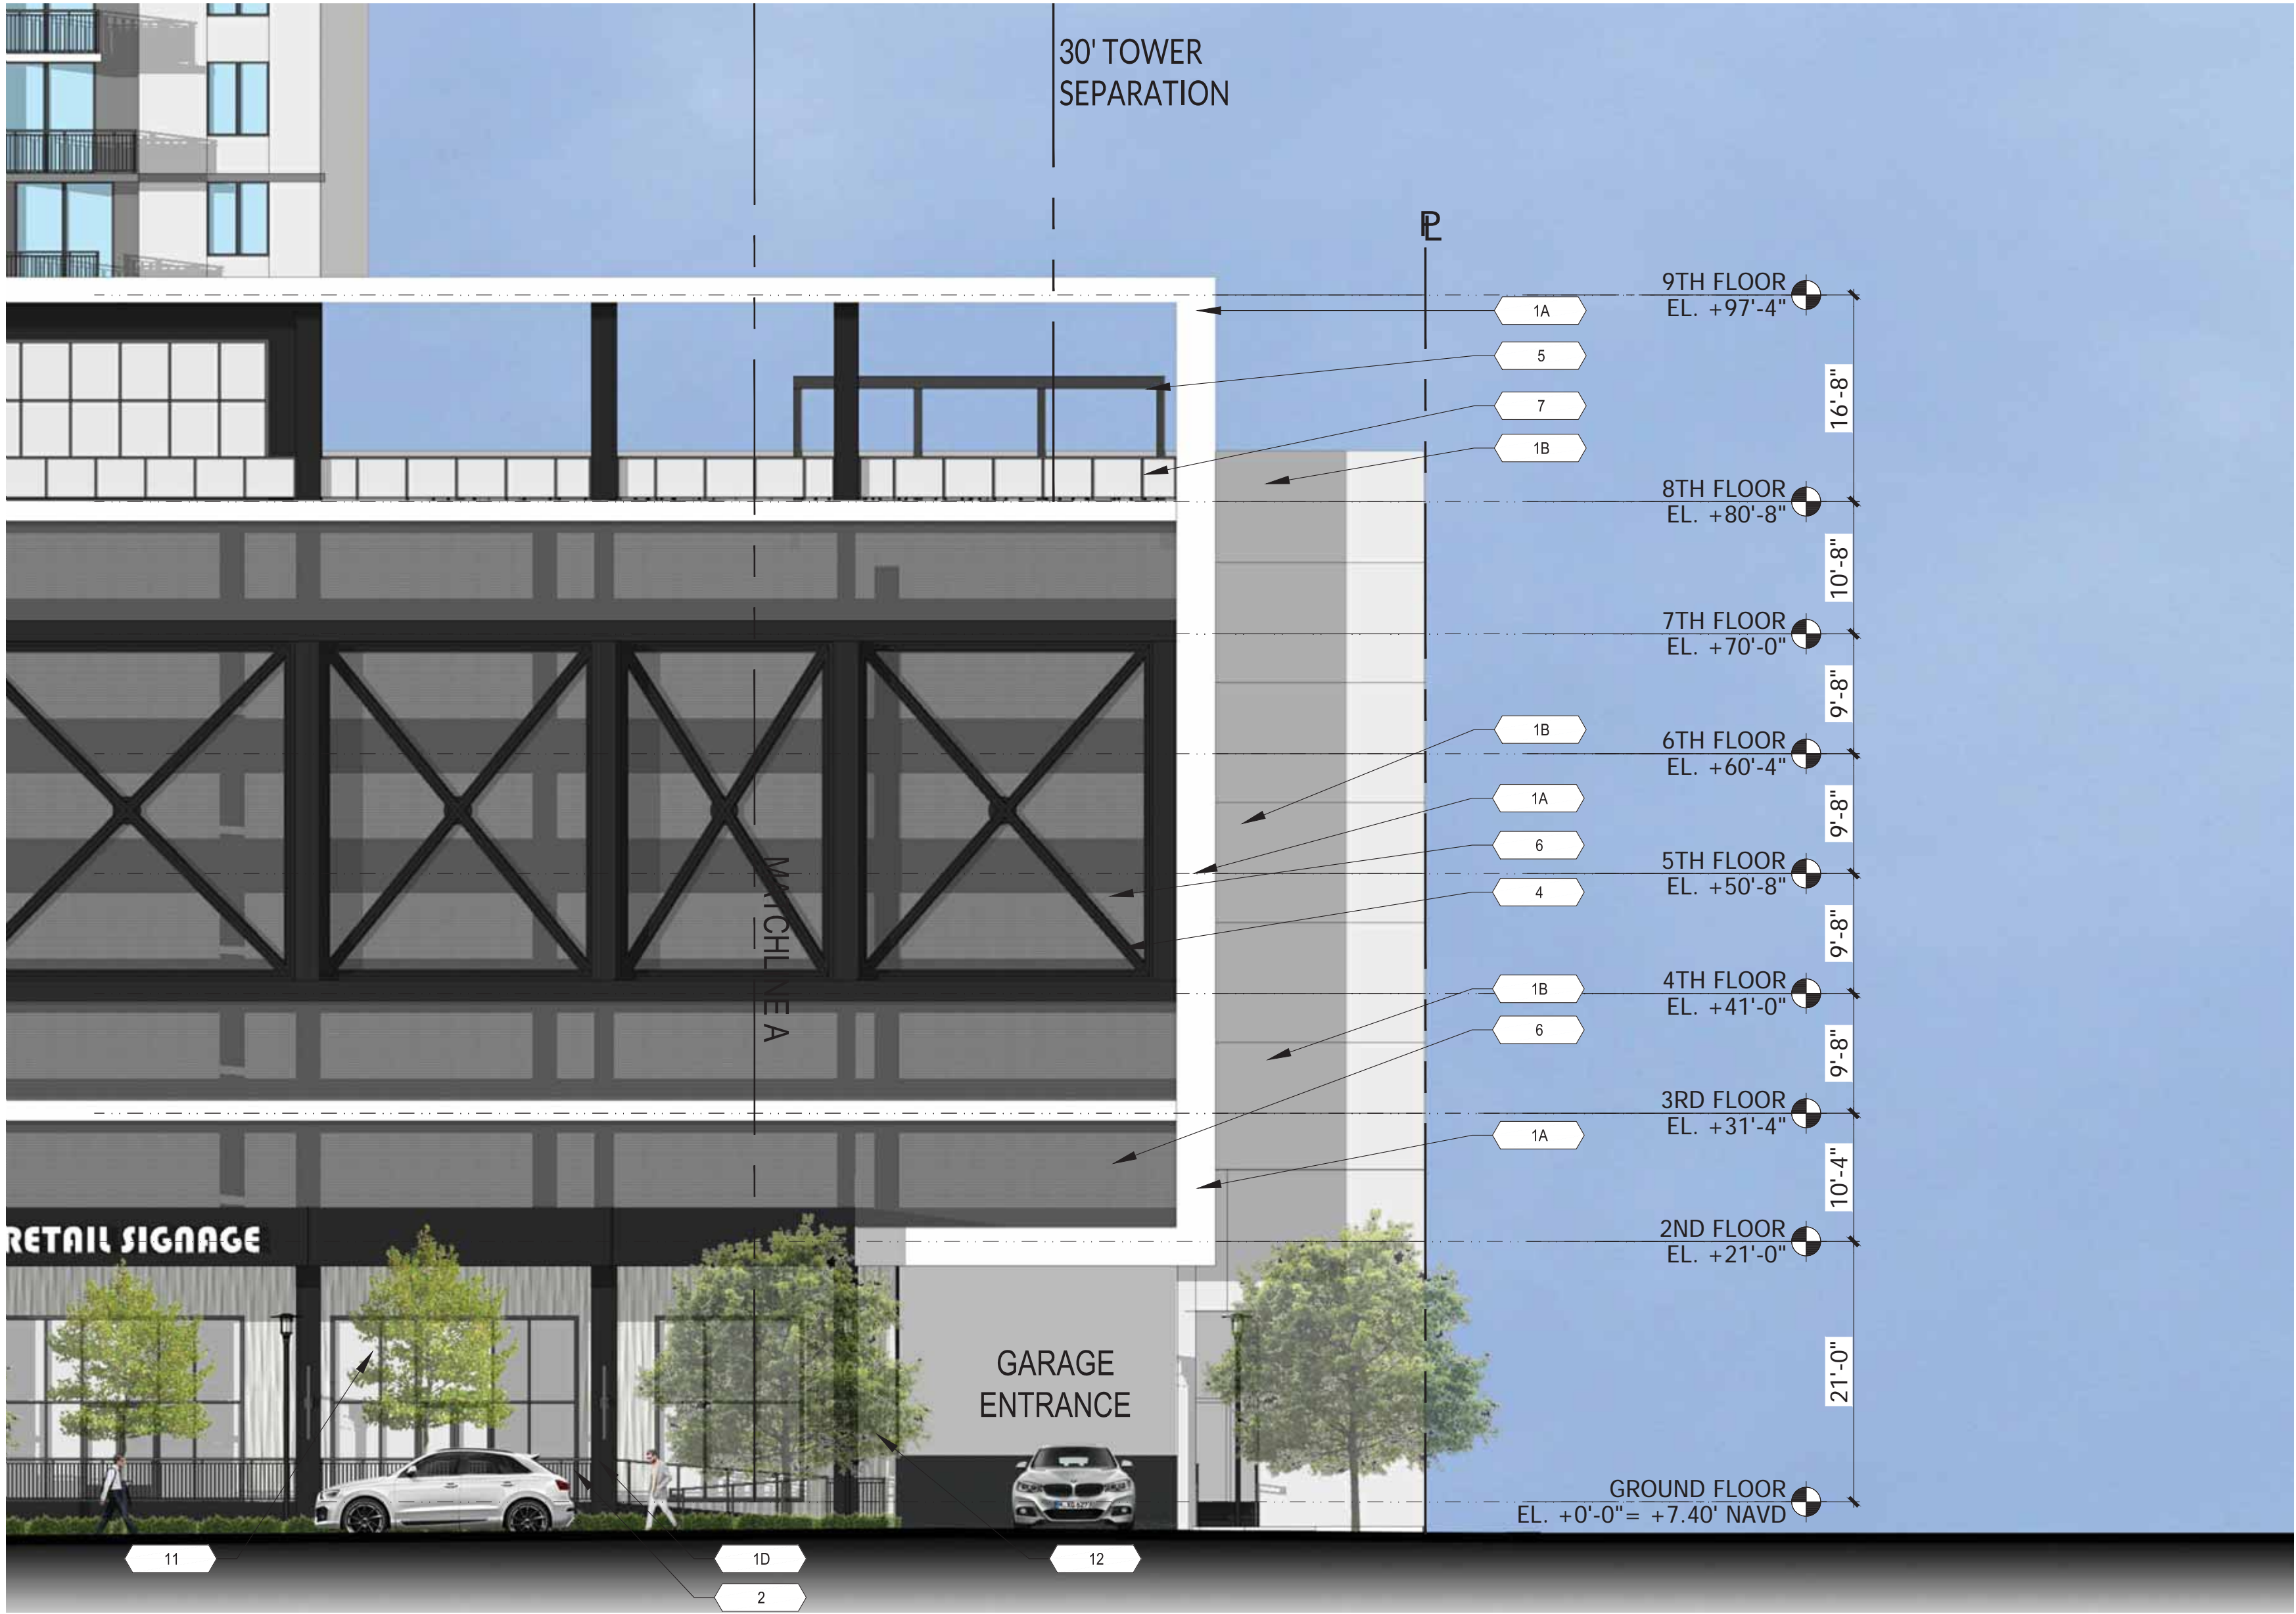 30' TOWER
SEPARATION
PL
9TH FLOOR
EL. +97'-4"
1A
5
16'-8"
7
1B
8TH FLOOR
EL. +80'-8"
10'-8"
7TH FLOOR
EL. +70'-0"
9'-8"
1B
6TH FLOOR
EL. +60'-4"
1A
9'-8"
6
5TH FLOOR
EL. +50'-8"
4
MATCHLINE A
9'-8"
1B
4TH FLOOR
EL. +41'-0"
6
9'-8"
3RD FLOOR
EL. +31'-4"
1A
10'-4"
RETAIL SIGNAGE
2ND FLOOR
EL. +21'-0"
21'-0"
GARAGE
ENTRANCE
GROUND FLOOR
EL. +0'-0"= +7.40' NAVD
11
1D
12
2